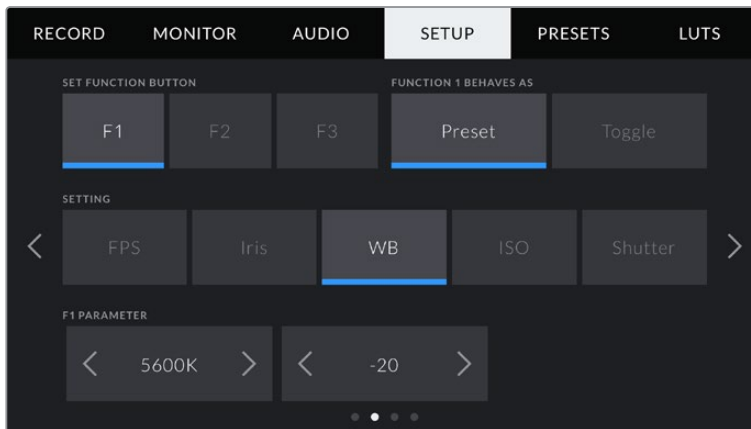 RECORD MONITOR AUDIO SETUP PRESETS LUTS
SET FUNCTION BUTTON FUNCTION 1 BEHAVES AS
F1 F2 F3 Preset Toggle
SETTING
FPS Iris WB ISO Shutter
F1 PARAMETER
5600K -20